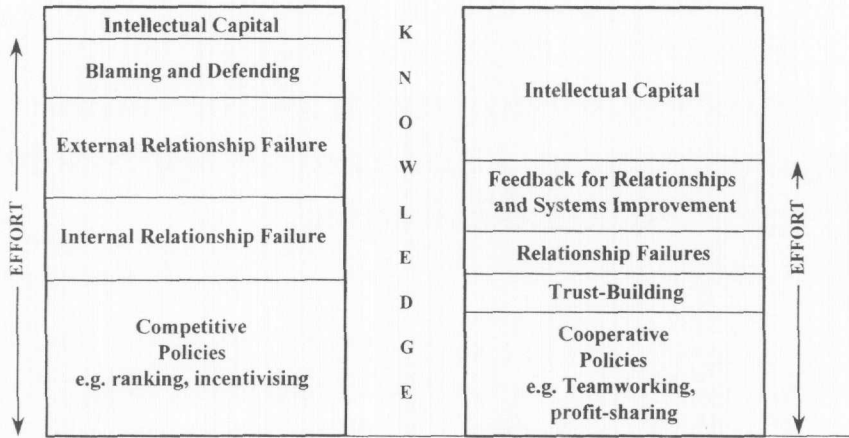 Intellectual Capital
Blaming and Defending
External Relationship Failure
Internal Relationship Failure
Competitive
Policies
e.g. ranking, incentivising
EFFORT
K
N
O
W
L
E
D
G
E
Intellectual Capital
Feedback for Relationships
and Systems Improvement
Relationship Failures
Trust-Building
Cooperative
Policies
e.g. Teamworking,
profit-sharing
EFFORT